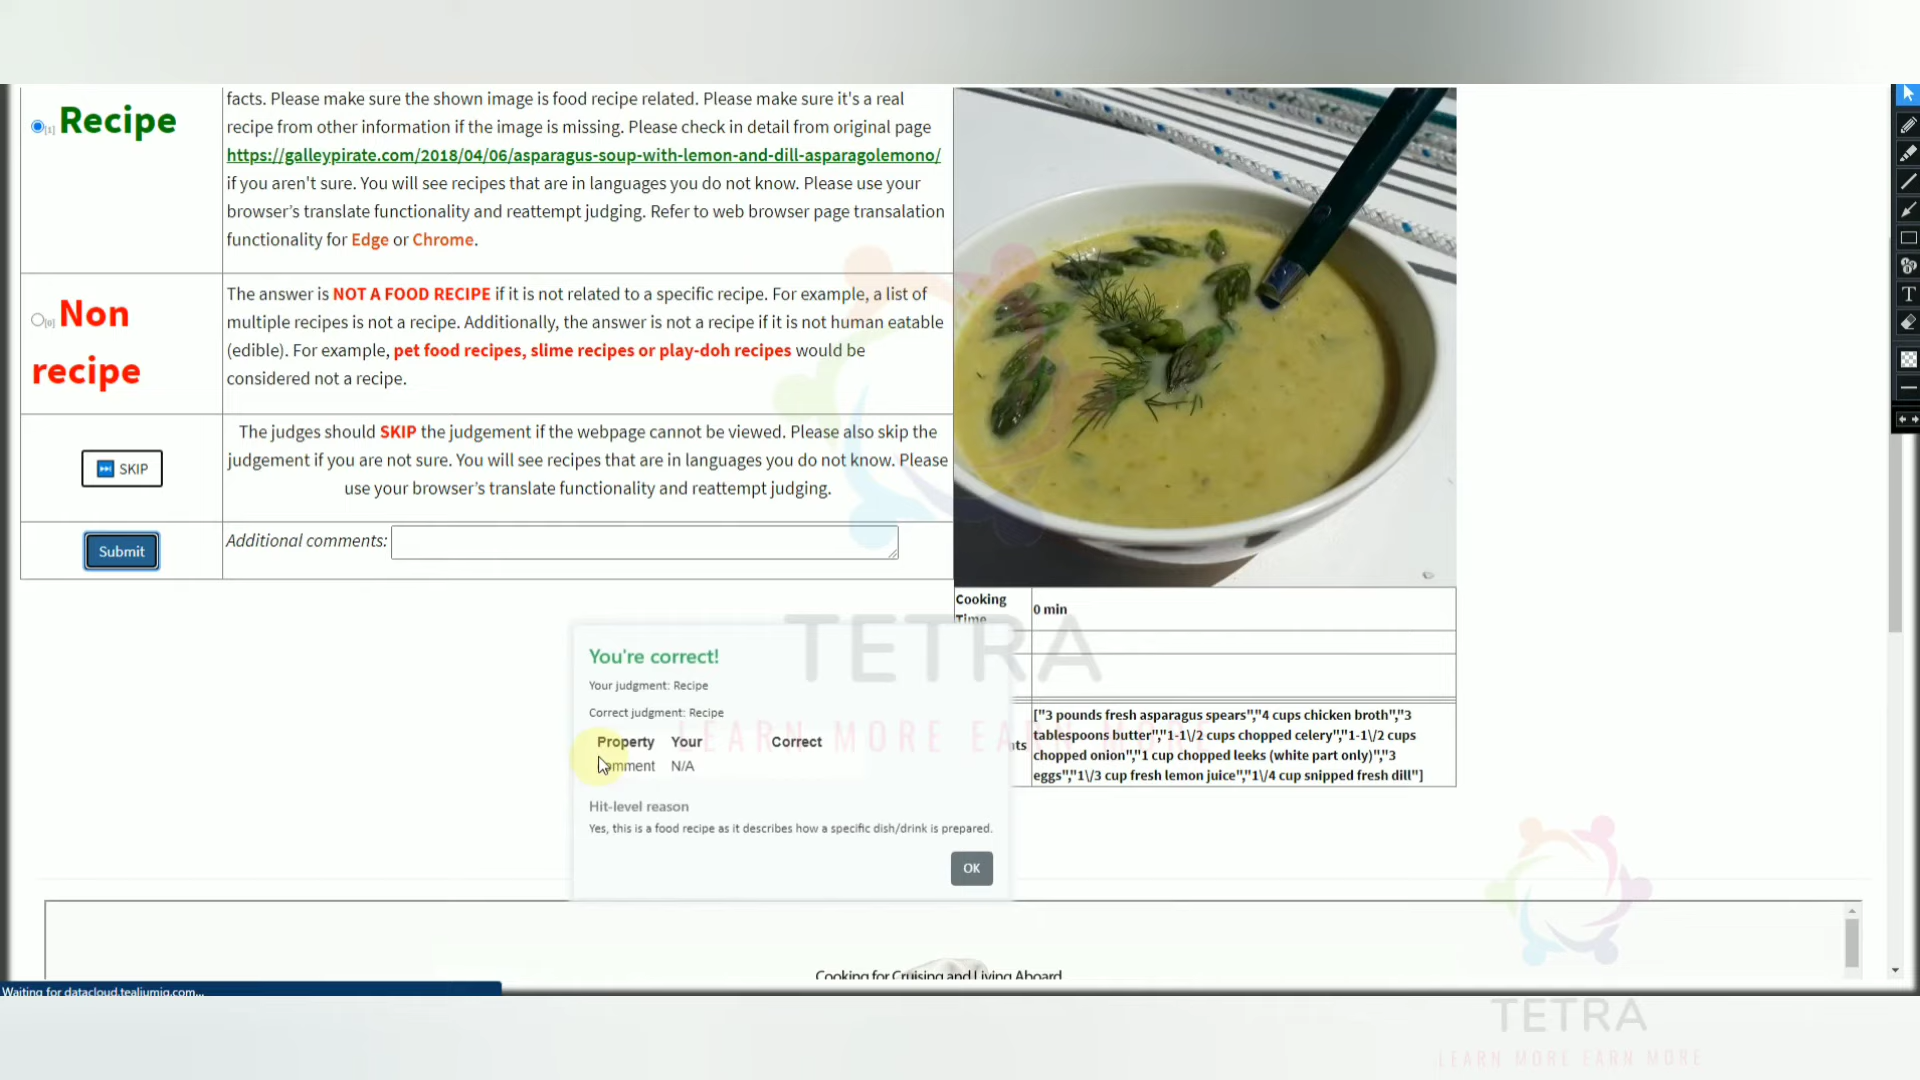 Recipe
[1]
facts. Please make sure the shown image is food recipe related. Please make sure it's a real
recipe from other information if the image is missing. Please check in detail from original page
https://galleypirate.com/2018/04/06/asparagus-soup-with-lemon-and-dill-asparagolemono/
if you aren't sure. You will see recipes that are in languages you do not know. Please use your
browser’s translate functionality and reattempt judging. Refer to web browser page transalation
functionality for Edge or Chrome.
[0]
Non
recipe
The answer is NOT A FOOD RECIPE if it is not related to a specific recipe. For example, a list of
multiple recipes is not a recipe. Additionally, the answer is not a recipe if it is not human eatable
(edible). For example, pet food recipes, slime recipes or play-doh recipes would be
considered not a recipe.
SKIP
The judges should SKIP the judgement if the webpage cannot be viewed. Please also skip the
judgement if you are not sure. You will see recipes that are in languages you do not know. Please
use your browser’s translate functionality and reattempt judging.
Submit
Additional comments:
Cooking
Time
0 min
["3 pounds fresh asparagus spears","4 cups chicken broth","3
tablespoons butter","1-1\/2 cups chopped celery","1-1\/2 cups
chopped onion","1 cup chopped leeks (white part only)","3
eggs","1\/3 cup fresh lemon juice","1\/4 cup snipped fresh dill"]
You're correct!
Your judgment: Recipe
Correct judgment: Recipe
Property Your Correct
N/A
Hit-level reason
Yes, this is a food recipe as it describes how a specific dish/drink is prepared.
OK
TETRA
LEARN MORE EARN MORE
Cooking for Cruising and Living Aboard
Waiting for datacloud.tealiumiq.com...
TETRA
LEARN MORE EARN MORE